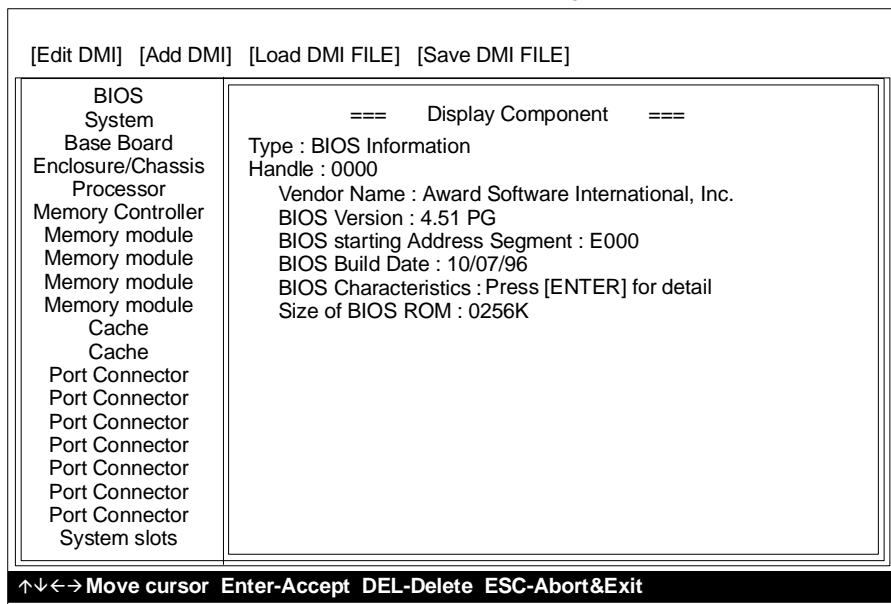 [Edit DMI] [Add DMI] [Load DMI FILE] [Save DMI FILE]
BIOS
System
Base Board
Enclosure/Chassis
Processor
Memory Controller
Memory module
Memory module
Memory module
Memory module
Cache
Cache
Port Connector
Port Connector
Port Connector
Port Connector
Port Connector
Port Connector
Port Connector
System slots
=== Display Component ===
Type : BIOS Information
Handle : 0000
Vendor Name : Award Software International, Inc.
BIOS Version : 4.51 PG
BIOS starting Address Segment : E000
BIOS Build Date : 10/07/96
BIOS Characteristics : Press [ENTER] for detail
Size of BIOS ROM : 0256K
↑↓←→ Move cursor Enter-Accept DEL-Delete ESC-Abort&Exit